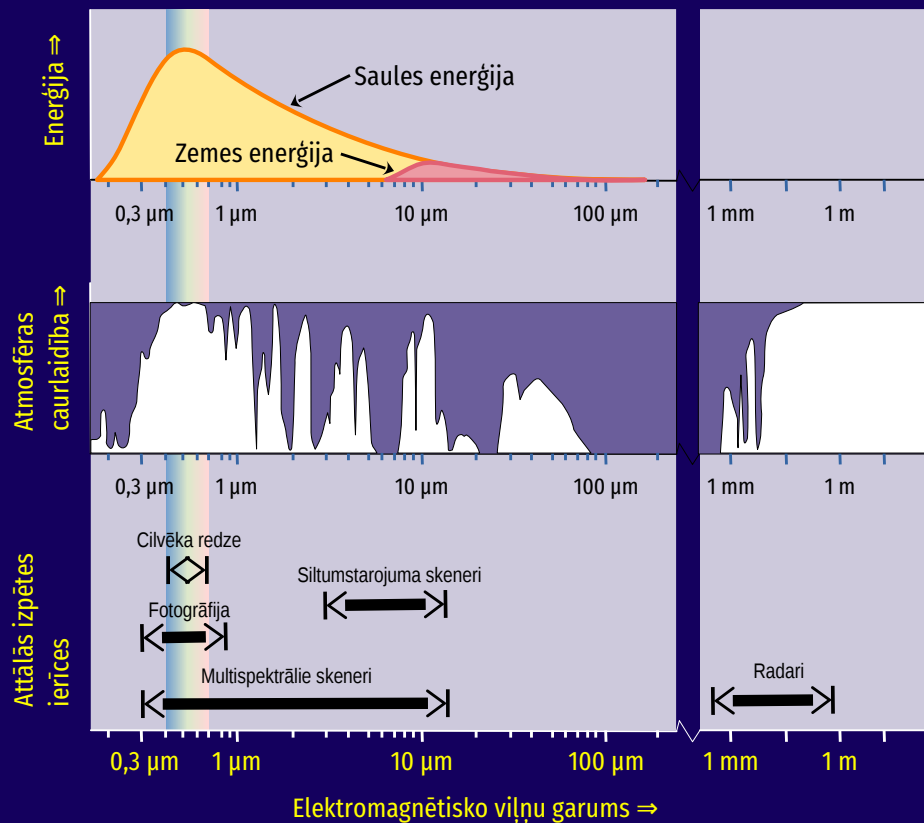 Enerģija ⇒
Saules enerģija
Zemes enerģija
0,3 µm 1 µm 10 µm 100 µm 1 mm 1 m
Atmosfēras
caurlaidība ⇒
0,3 µm 1 µm 10 µm 100 µm 1 mm 1 m
Attālās izpētes
ierīces
Cilvēka redze
Siltumstarojuma skeneri
Fotogrāfija
Multispektrālie skeneri
Radari
0,3 µm 1 µm 10 µm 100 µm 1 mm 1 m
Elektromagnētisko viļņu garums ⇒